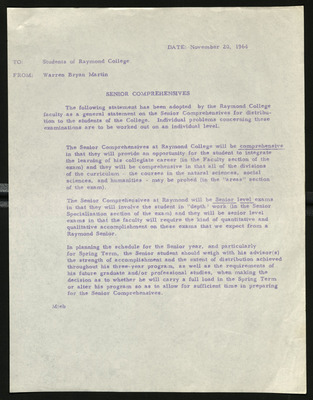 DATE: November 20, 1964
TO: Students of Raymond College
FROM: Warren Bryan Martin
SENIOR COMPREHENSIVES
The following statement has been adopted by the Raymond College
faculty as a general statement on the Senior Comprehensives for distribu-
tion to the students of the College. Individual problems concerning these
examinations are to be worked out on an individual level.
The Senior Comprehensives at Raymond College will be comprehensive
in that they will provide an opportunity for the student to integrate
the learning of his collegiate career (in the Faculty section of the
exam) and they will be comprehensive in that all of the divisions
of the curriculum - the courses in the natural sciences, social
sciences, and humanities - may be probed (in the "areas" section
of the exam).
The Senior Comprehensives at Raymond will be Senior level exams
in that they will involve the student in "depth" work (in the Senior
Specialization section of the exam) and they will be senior level
exams in that the faculty will require the kind of quantitative and
qualitative accomplishment on these exams that we expect from a
Raymond Senior.
In planning the schedule for the Senior year, and particularly
for Spring Term, the Senior student should weigh with his advisor(s)
the strength of accomplishment and the extent of distribution achieved
throughout his three-year program, as well as the requirements of
his future graduate and/or professional studies, when making the
decision as to whether he will carry a full load in the Spring Term
or alter his program so as to allow for sufficient time in preparing
for the Senior Comprehensives.